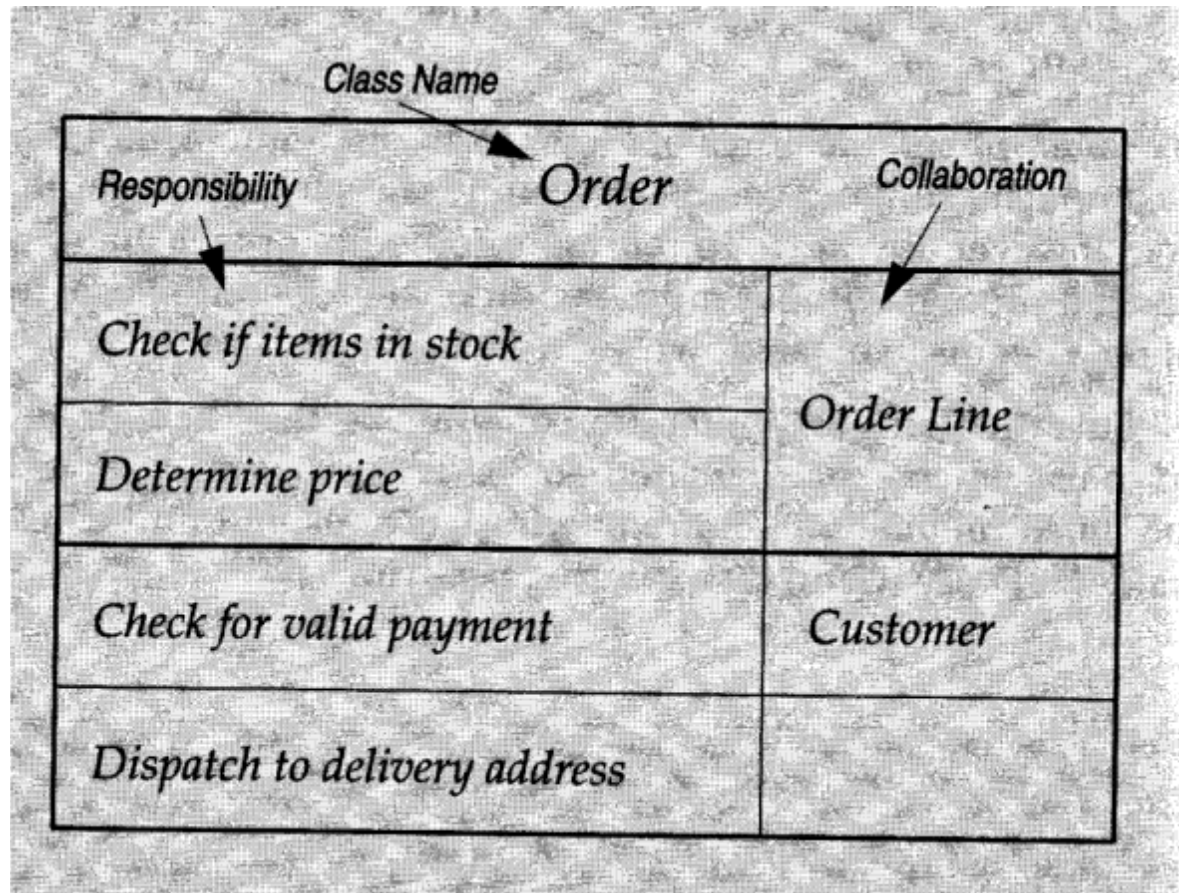 Class Name
Responsibility
Order
Collaboration
Check if items in stock
Order Line
Determine price
Check for valid payment
Customer
Dispatch to delivery address